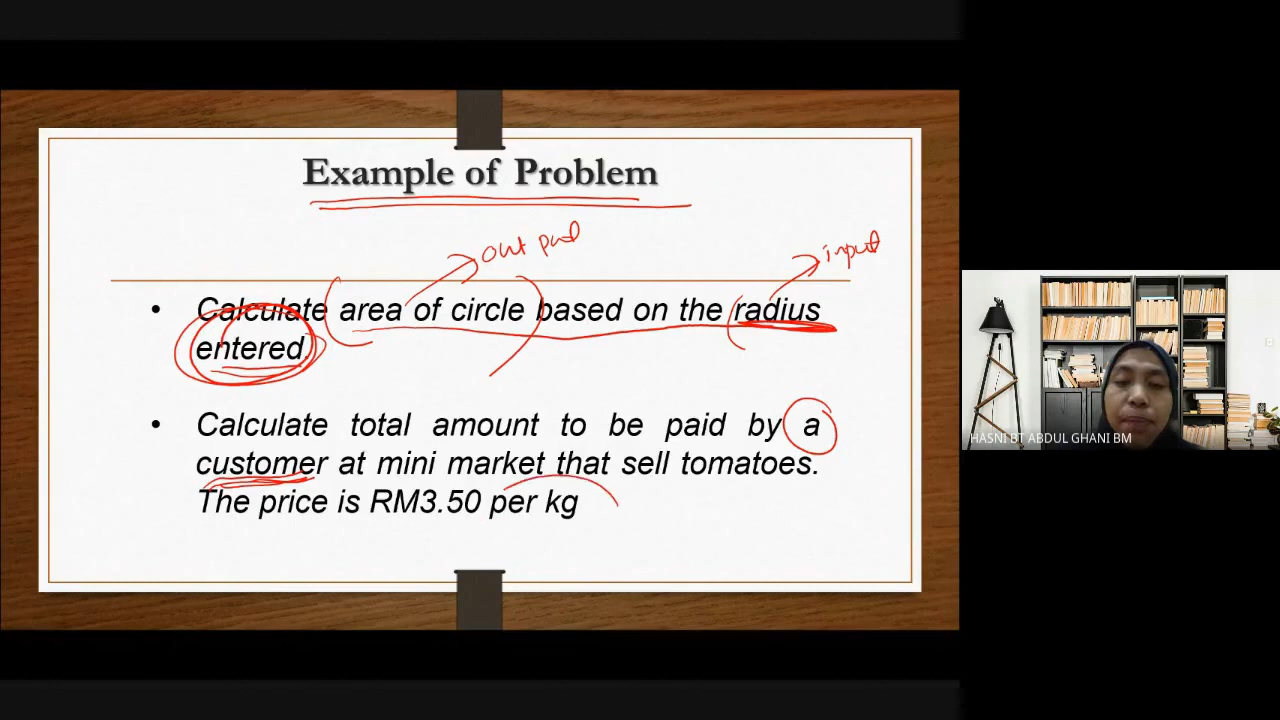 Example of Problem
output
input
• Calculate area of circle based on the radius
entered.
• Calculate total amount to be paid by a
customer at mini market that sell tomatoes.
The price is RM3.50 per kg
HASNI BT ABDUL GHANI BM